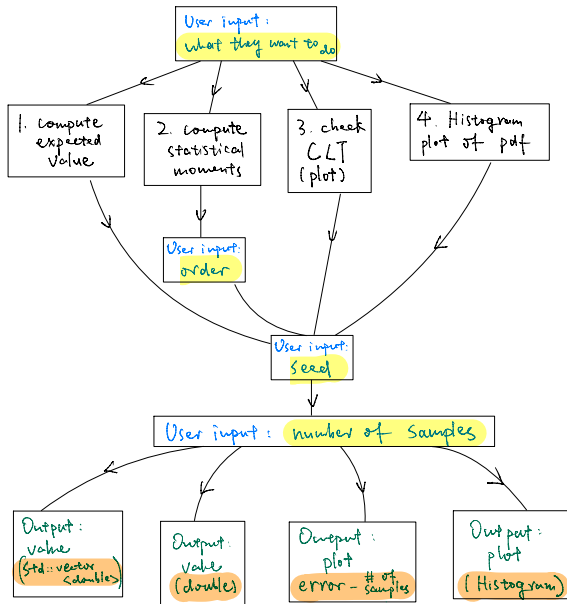 User input:
what they want to do
1. compute
expected
value
2. compute
statistical
moments
3. check
CLT
(plot)
4. Histogram
plot of pdf
User input:
order
User input:
seed
User input: number of samples
Output:
value
(std::vector
<double>)
Output:
value
(double)
Output:
plot
error - # of
samples
Output:
plot
(Histogram)